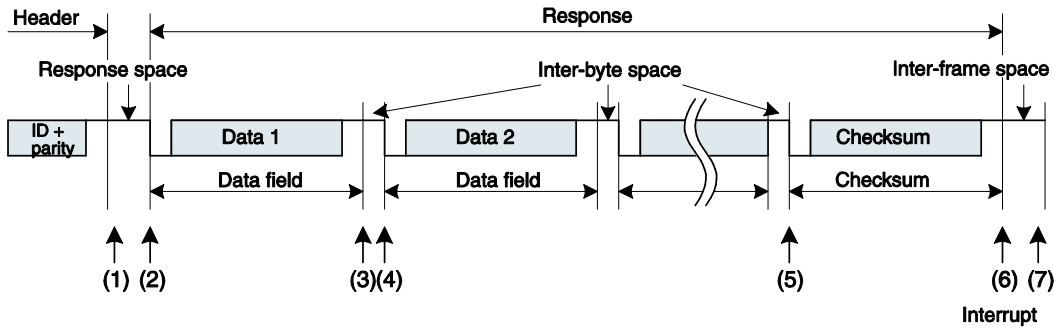 Header
Response
Response space
Inter-byte space
Inter-frame space
ID +
parity
Data 1
Data 2
Checksum
Data field
Data field
Checksum
(1)
(2)
(3)
(4)
(5)
(6)
(7)
Interrupt